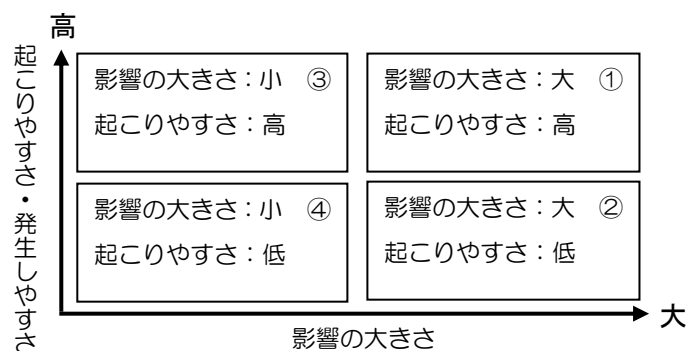 高
起こりやすさ・発生しやすさ
影響の大きさ：小　③
起こりやすさ：高
影響の大きさ：大　①
起こりやすさ：高
影響の大きさ：小　④
起こりやすさ：低
影響の大きさ：大　②
起こりやすさ：低
大
影響の大きさ